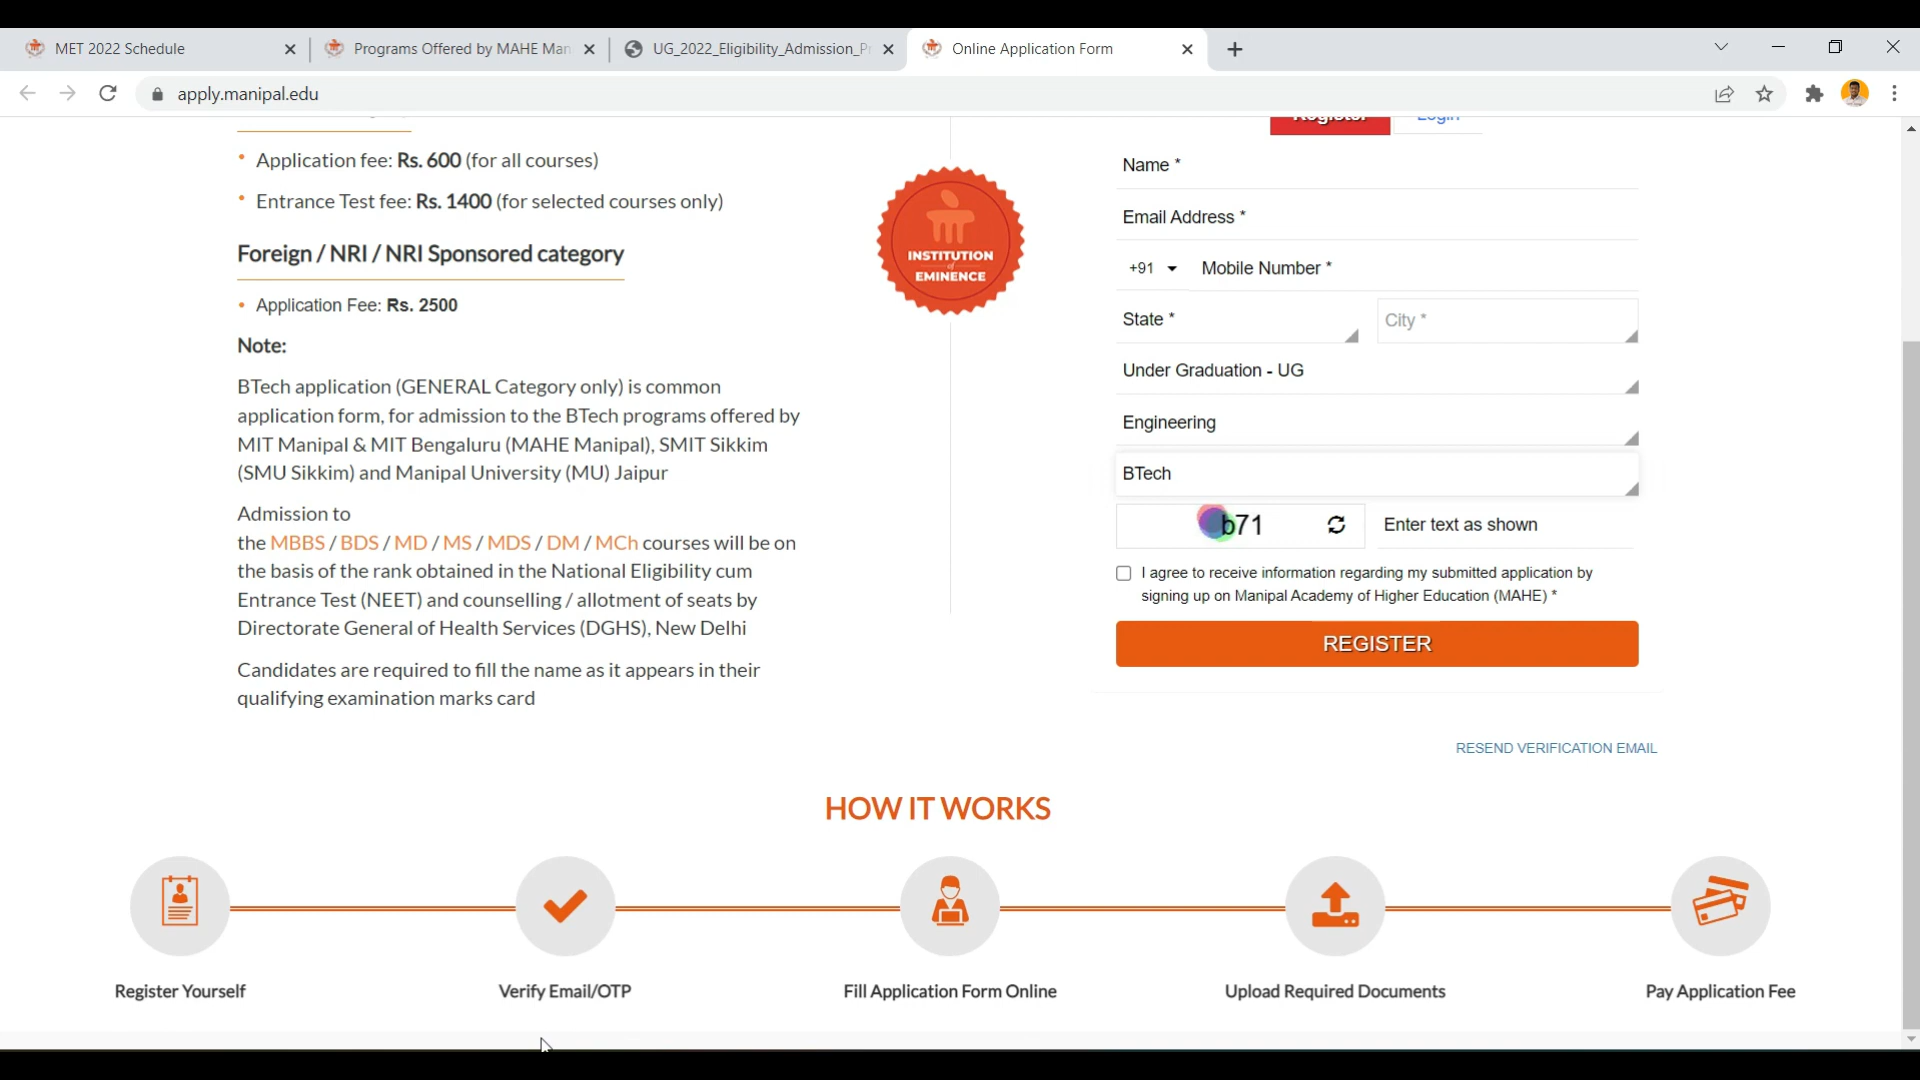 MET 2022 Schedule
Programs Offered by MAHE Man
UG_2022_Eligibility_Admission_Pr
Online Application Form
apply.manipal.edu
Application fee: Rs. 600 (for all courses)
Entrance Test fee: Rs. 1400 (for selected courses only)
Foreign / NRI / NRI Sponsored category
Application Fee: Rs. 2500
Note:
BTech application (GENERAL Category only) is common
application form, for admission to the BTech programs offered by
MIT Manipal & MIT Bengaluru (MAHE Manipal), SMIT Sikkim
(SMU Sikkim) and Manipal University (MU) Jaipur
Admission to
the MBBS / BDS / MD / MS / MDS / DM / MCh courses will be on
the basis of the rank obtained in the National Eligibility cum
Entrance Test (NEET) and counselling / allotment of seats by
Directorate General of Health Services (DGHS), New Delhi
Candidates are required to fill the name as it appears in their
qualifying examination marks card
INSTITUTION
of
EMINENCE
Register
Login
Name *
Email Address *
+91 Mobile Number *
State * City *
Under Graduation - UG
Engineering
BTech
b71 Enter text as shown
I agree to receive information regarding my submitted application by
signing up on Manipal Academy of Higher Education (MAHE) *
REGISTER
RESEND VERIFICATION EMAIL
HOW IT WORKS
Register Yourself
Verify Email/OTP
Fill Application Form Online
Upload Required Documents
Pay Application Fee